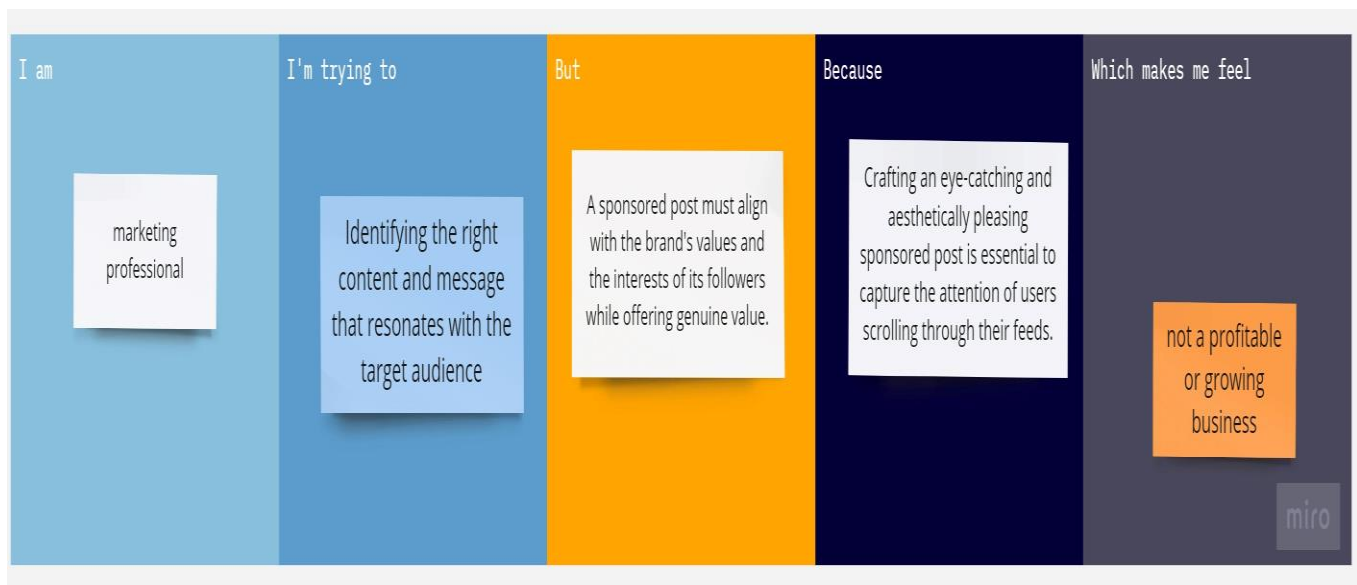 I am
marketing
professional
I'm trying to
Identifying the right
content and message
that resonates with the
target audience
But
A sponsored post must align
with the brand's values and
the interests of its followers
while offering genuine value.
Because
Crafting an eye-catching and
aesthetically pleasing
sponsored post is essential to
capture the attention of users
scrolling through their feeds.
Which makes me feel
not a profitable
or growing
business
miro